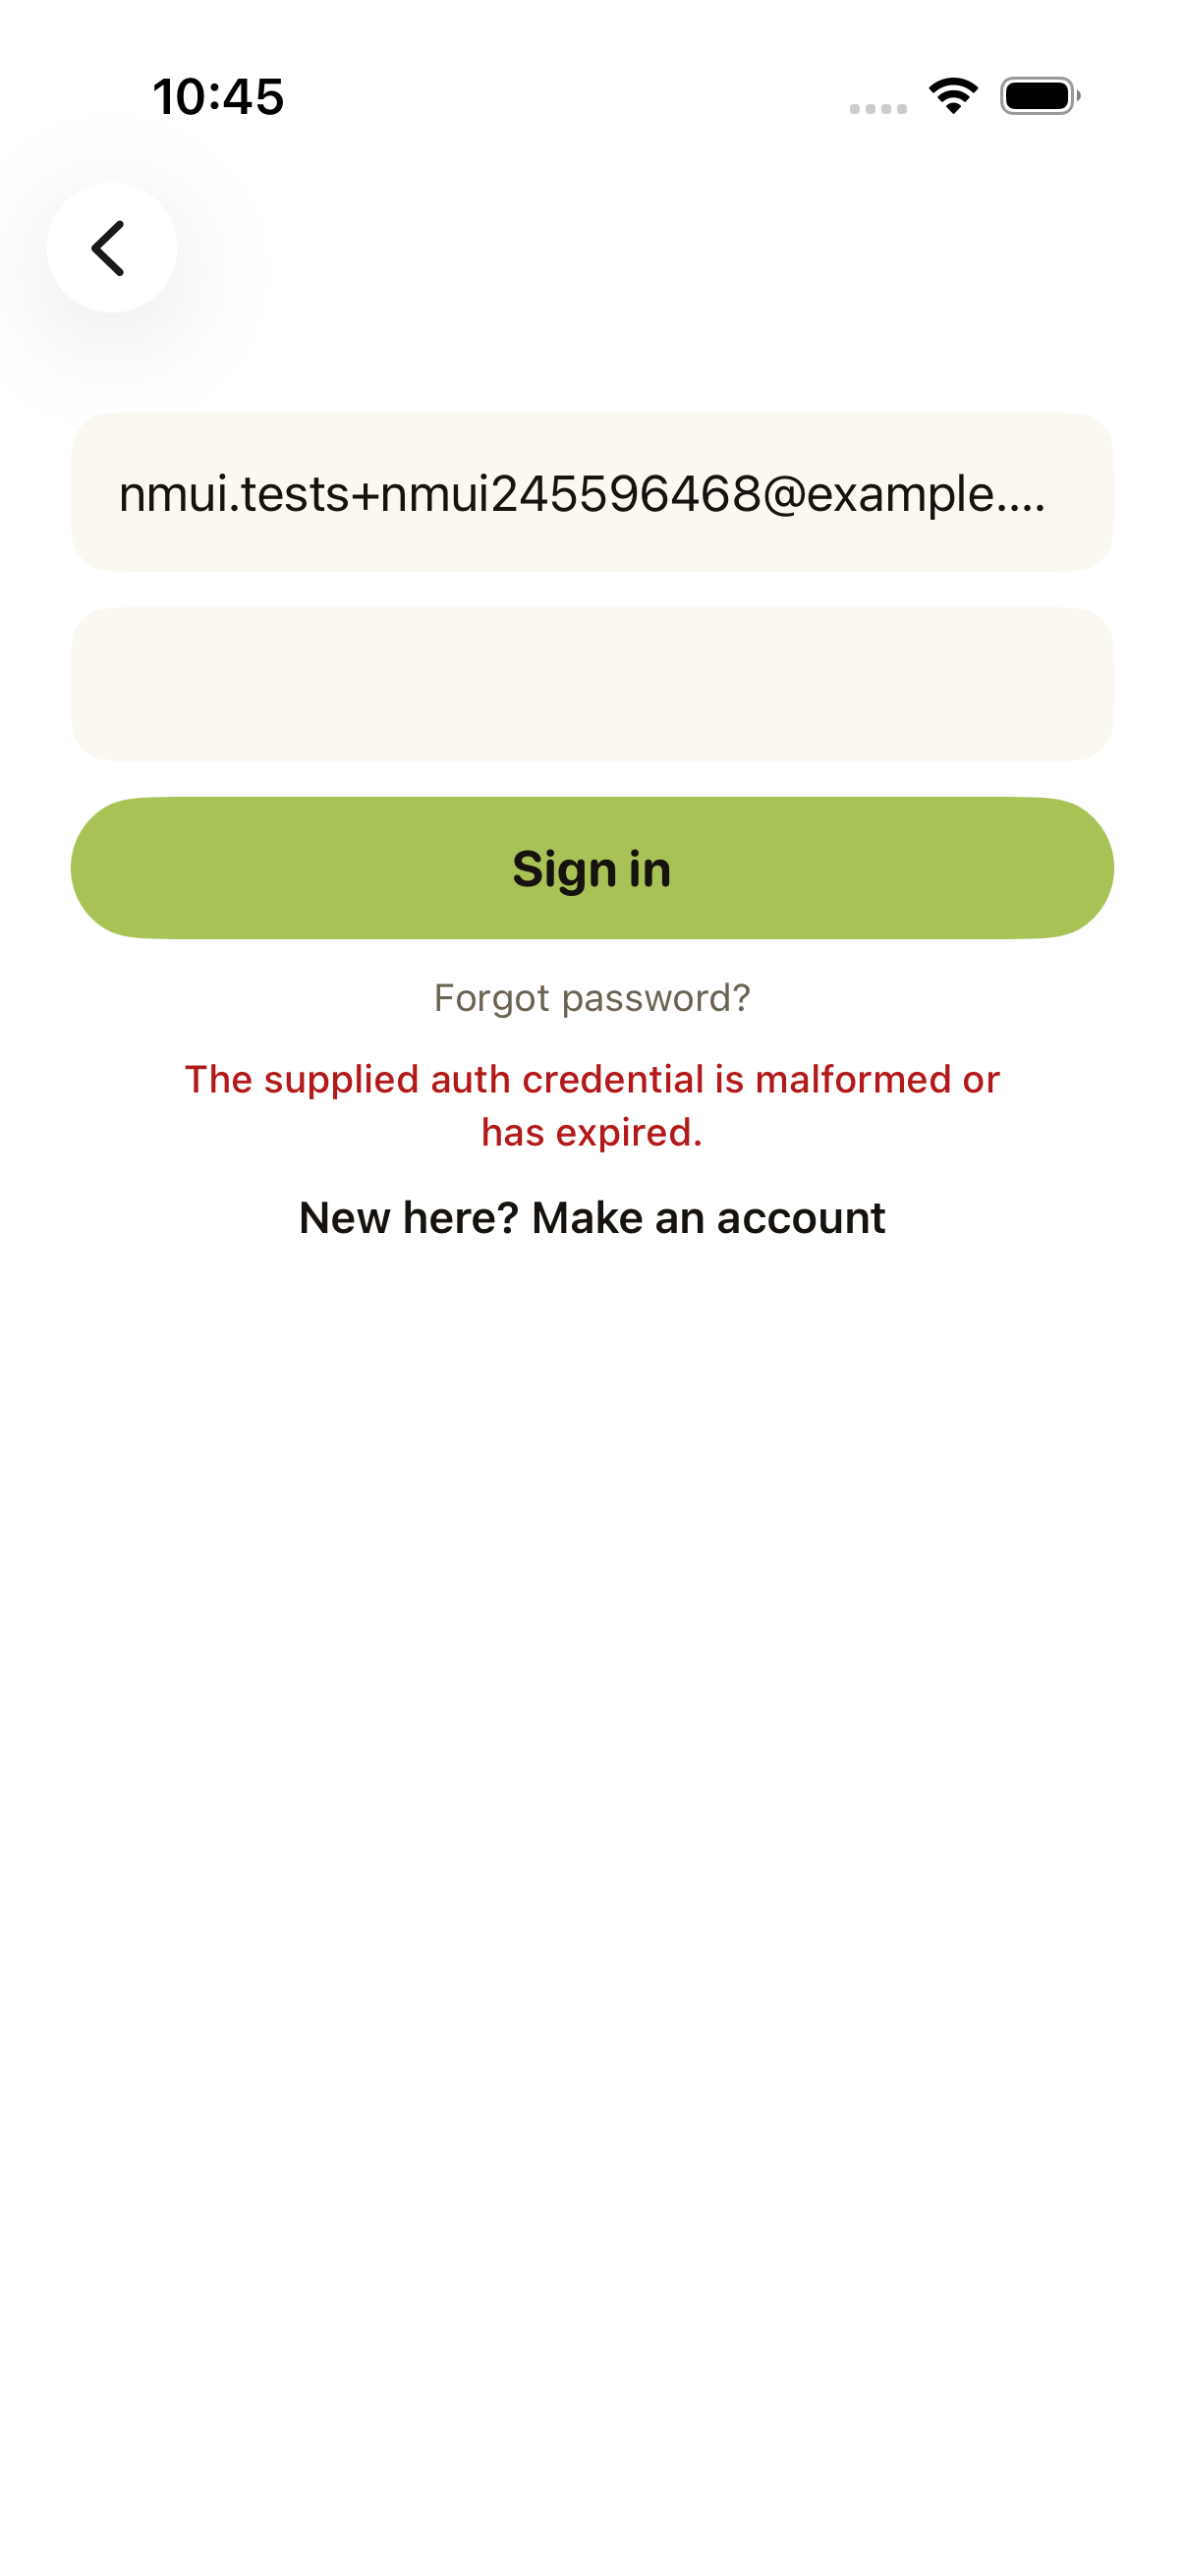 10:45
nmui.tests+nmui245596468@example....
Sign in
Forgot password?
The supplied auth credential is malformed or
has expired.
New here? Make an account